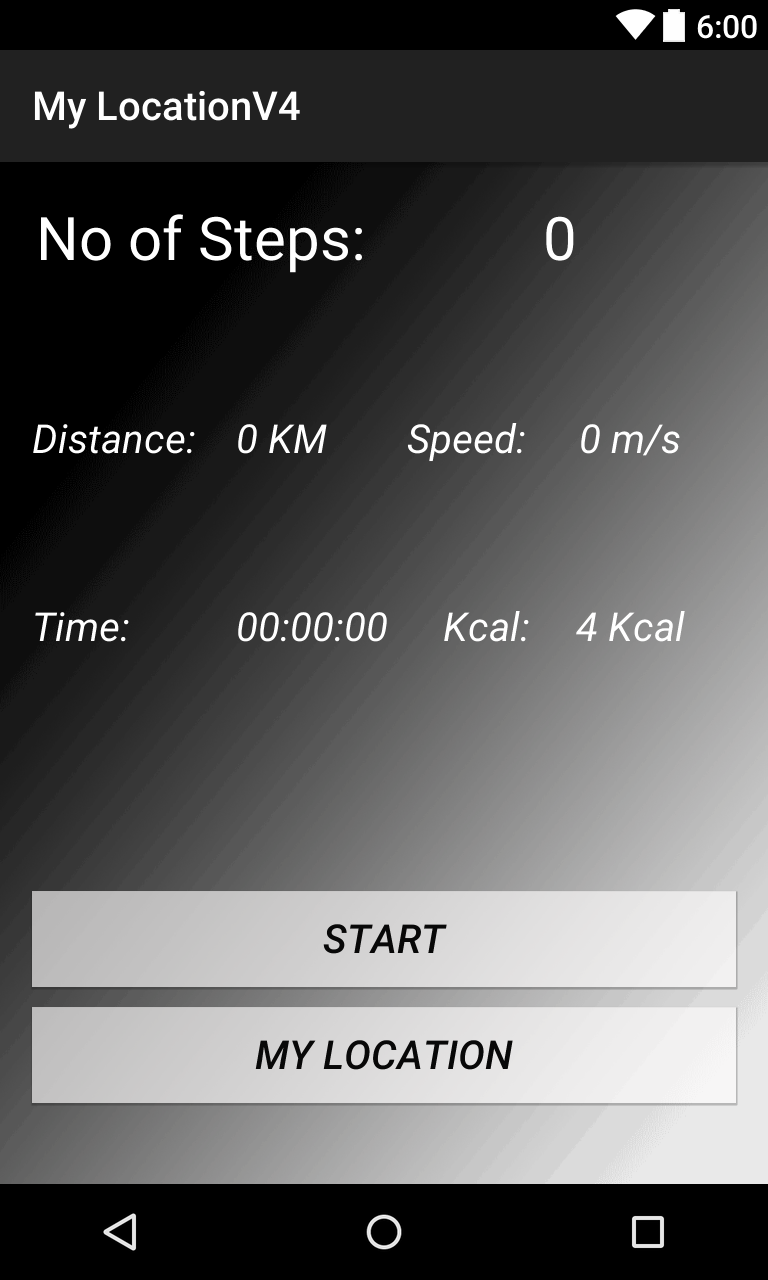 6:00
My LocationV4
No of Steps: 0
Distance: 0 KM Speed: 0 m/s
Time: 00:00:00 Kcal: 4 Kcal
START
MY LOCATION